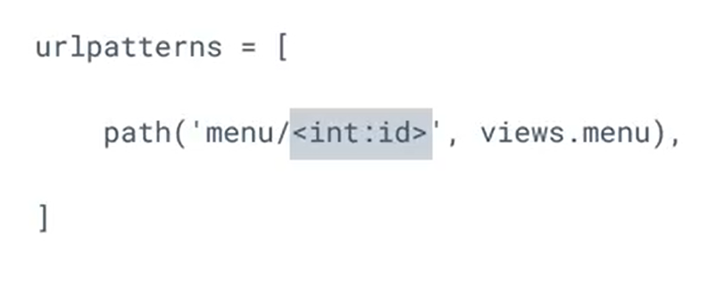 urlpatterns = [
path('menu/<int:id>', views.menu),
]